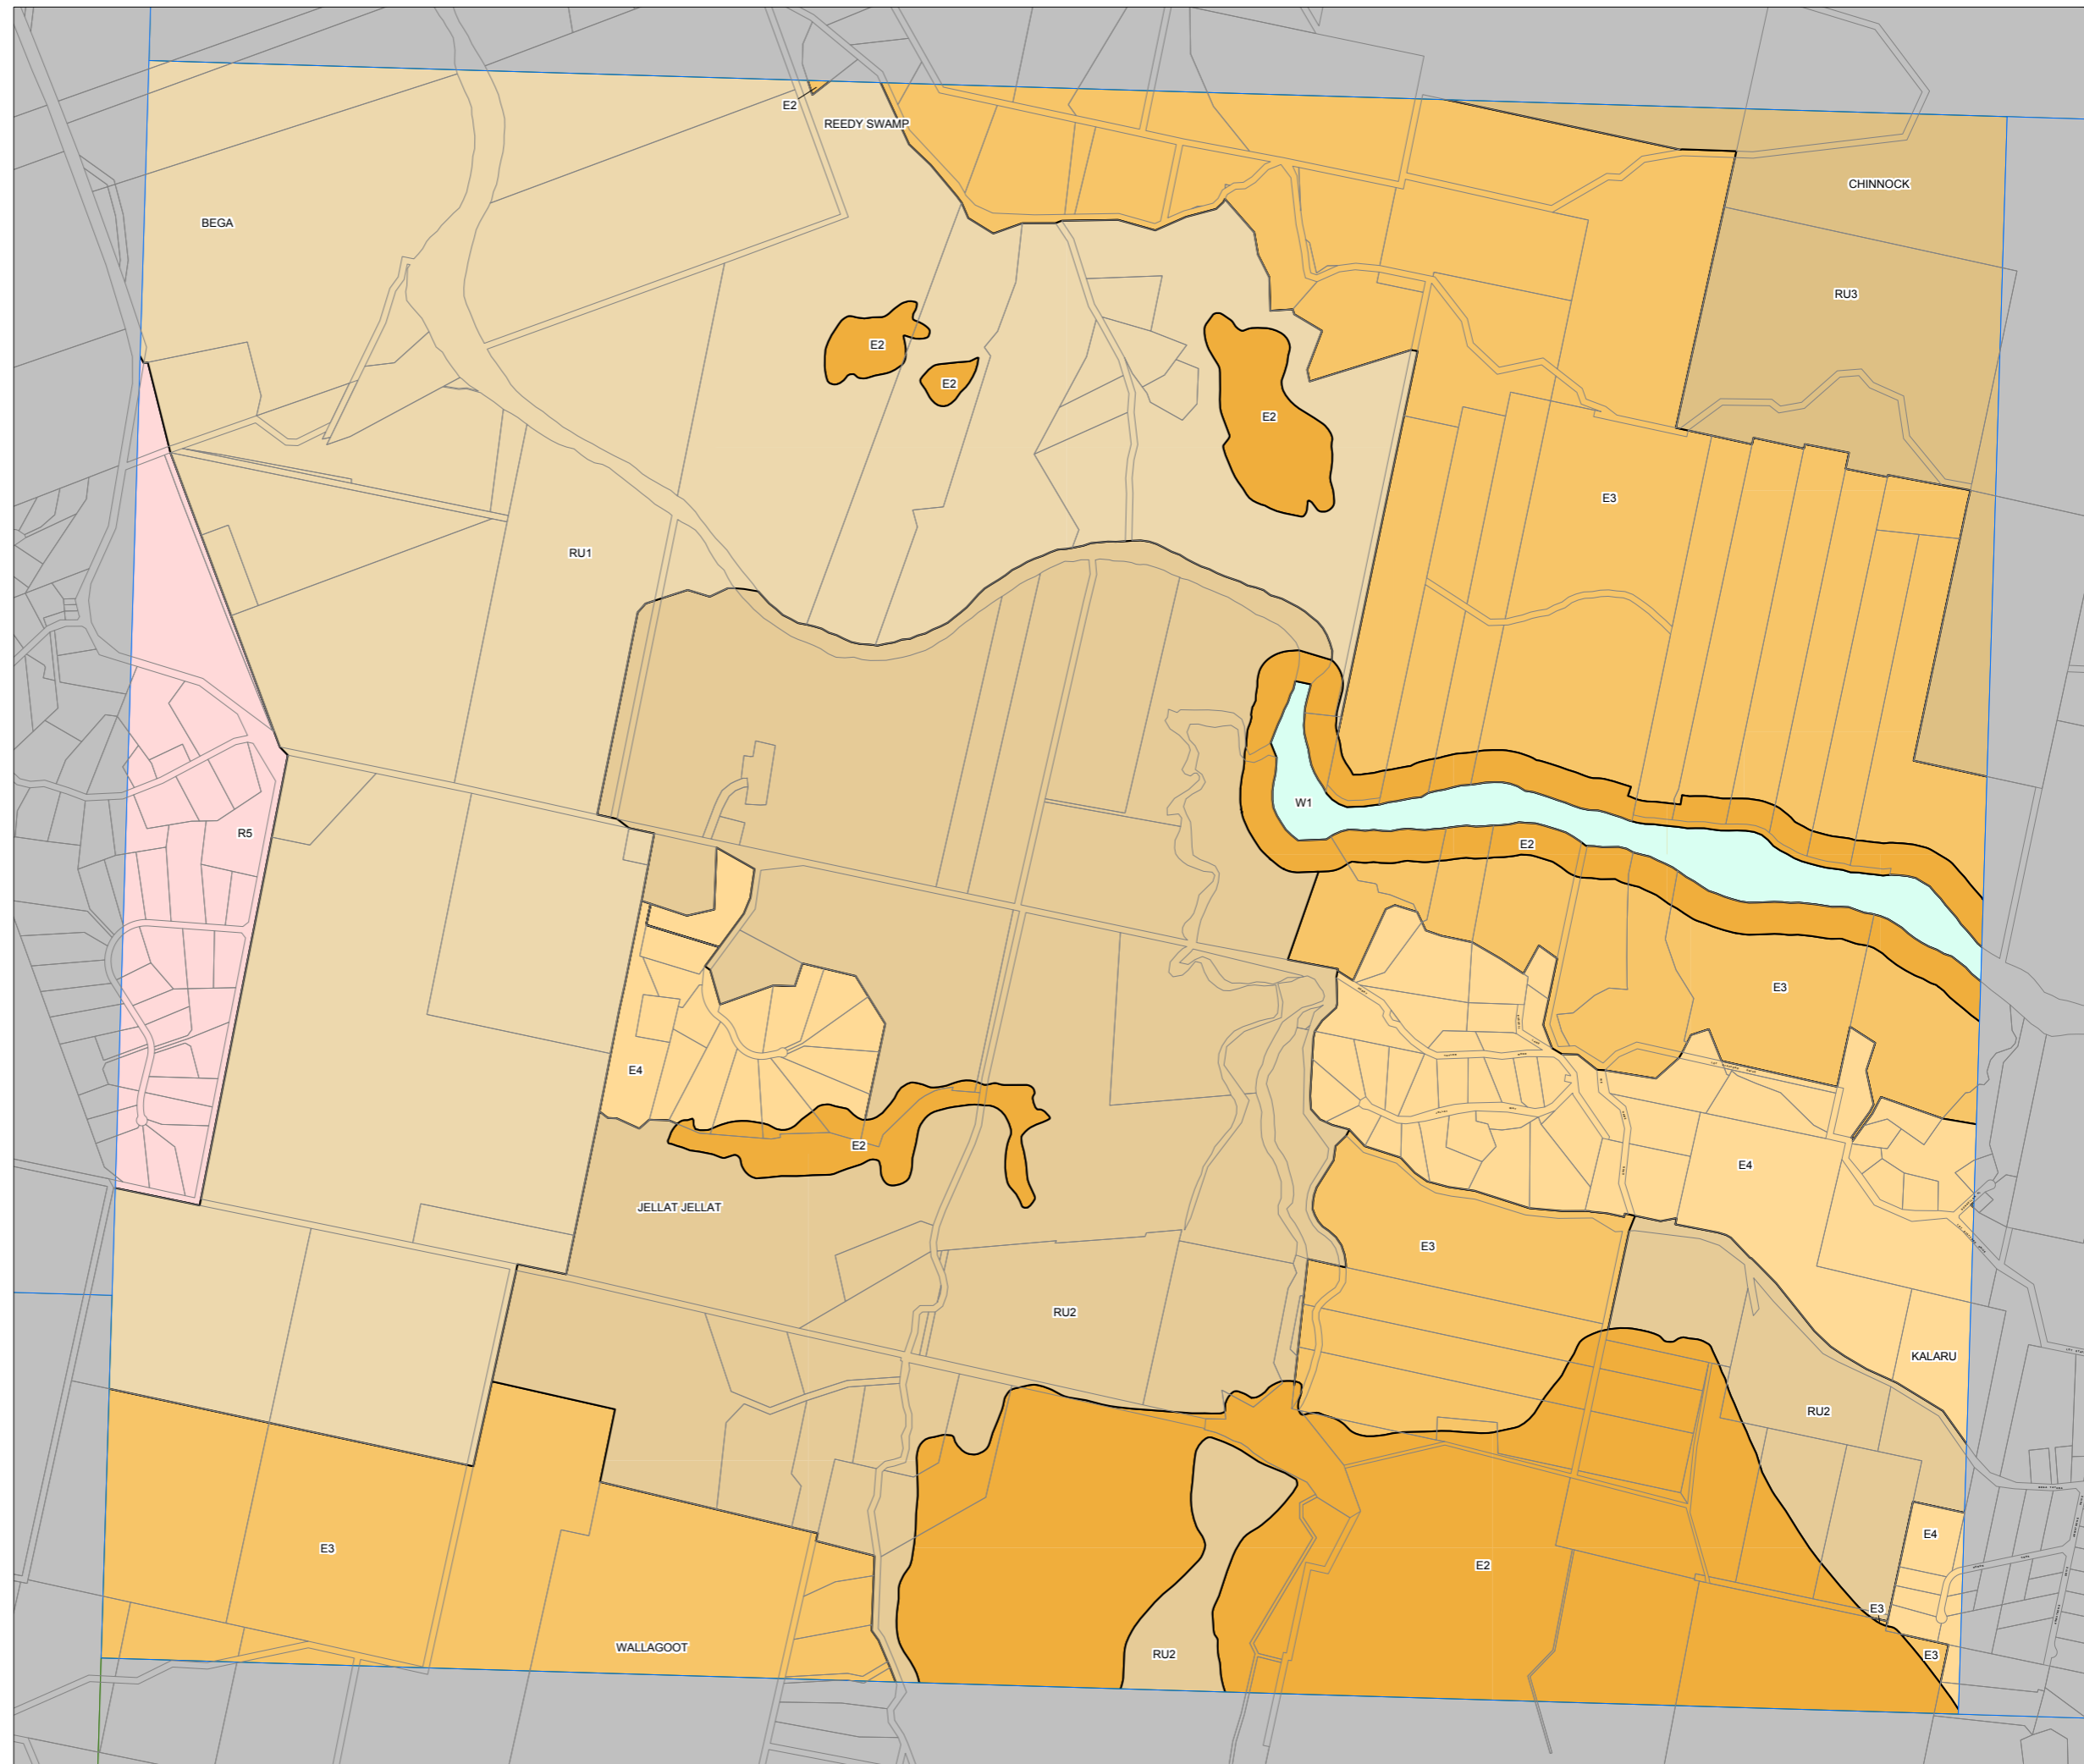 E2
REEDY SWAMP
CHINNOCK
BEGA
RU3
E2
E2
E2
E3
RU1
W1
R5
E2
E3
E4
E2
E4
JELLAT JELLAT
E3
RU2
KALARU
RU2
E4
E3
E2
E3
WALLAGOOT
RU2
E3